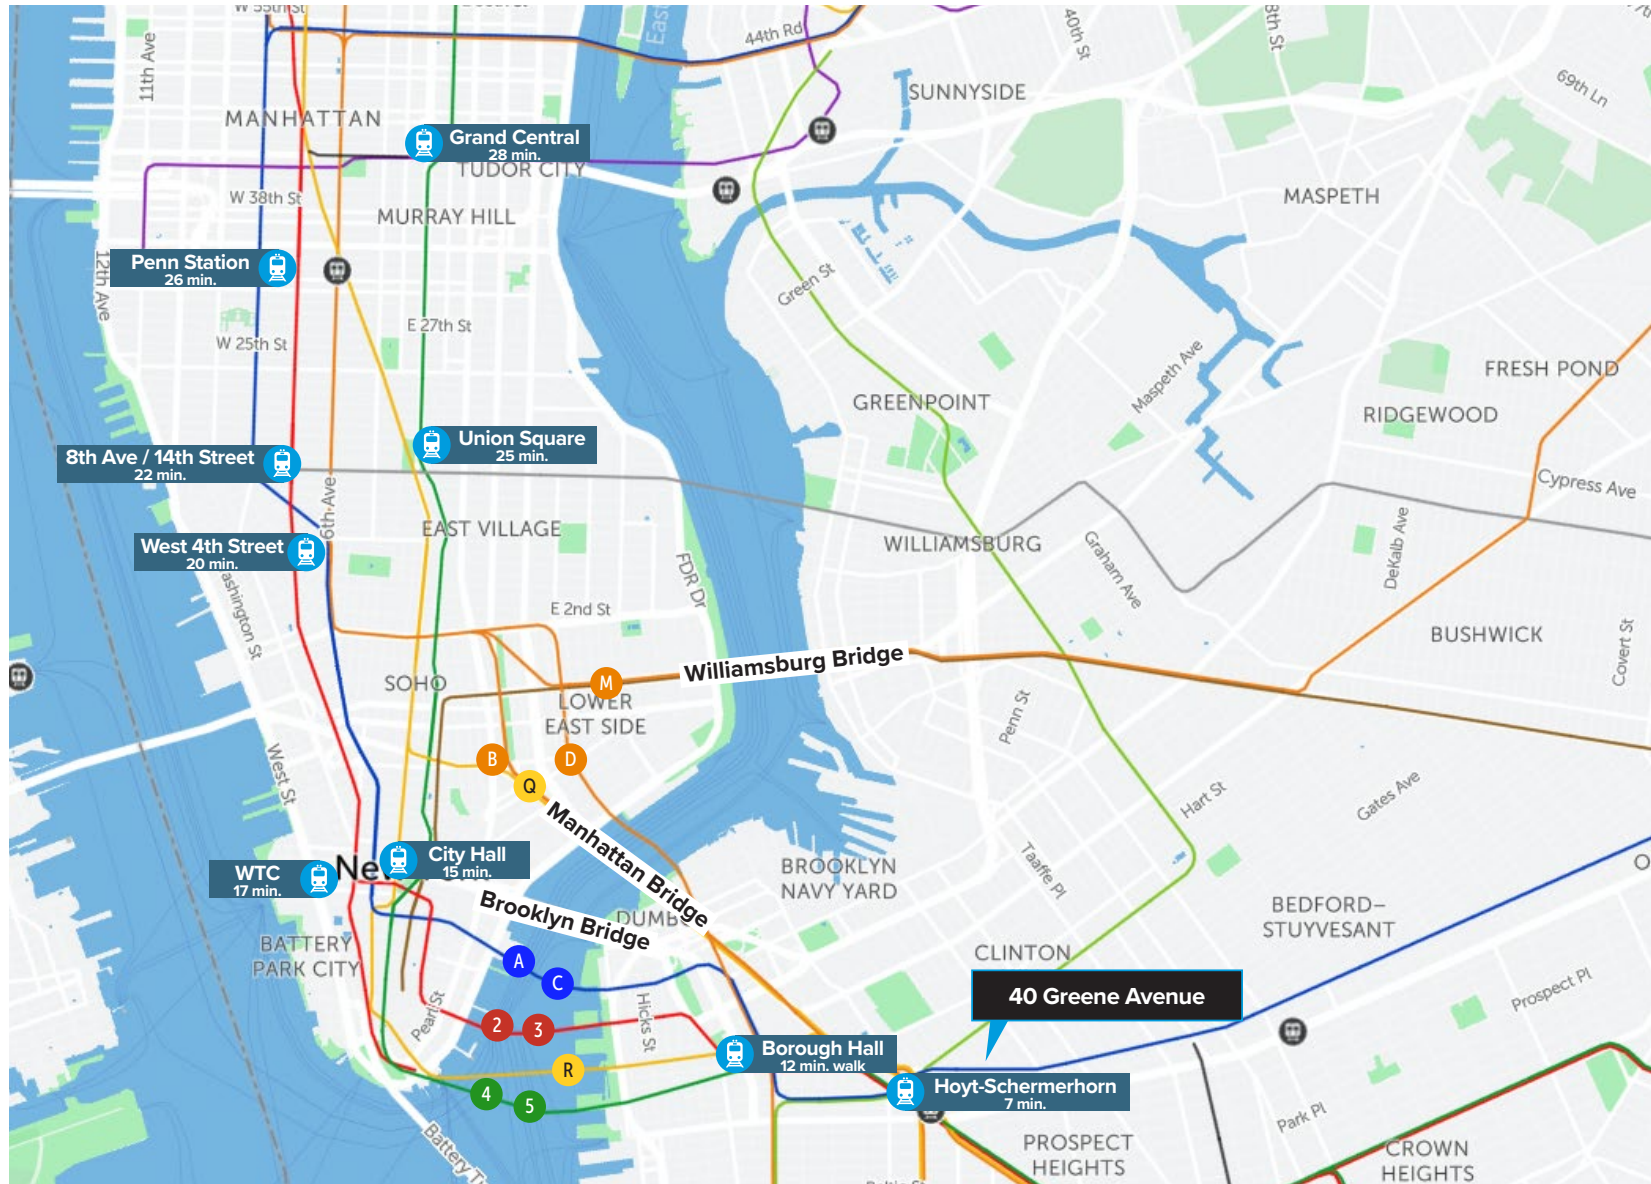 W 55th St
East
44th Rd
40th St
69th Ln
11th Ave
SUNNYSIDE
MANHATTAN
Grand Central
28 min.
TUDOR CITY
W 38th St
MURRAY HILL
MASPETH
Penn Station
26 min.
12th Ave
Green St
E 27th St
W 25th St
Maspeth Ave
FRESH POND
GREENPOINT
RIDGEWOOD
Union Square
25 min.
8th Ave / 14th Street
22 min.
Cypress Ave
6th Ave
EAST VILLAGE
DeKalb Ave
WILLIAMSBURG
Graham Ave
West 4th Street
20 min.
FDR Dr
ashington St
E 2nd St
BUSHWICK
Covert St
Williamsburg Bridge
SOHO
M
LOWER
EAST SIDE
Penn St
West St
B
D
Q
Hart St
Gates Ave
Manhattan Bridge
City Hall
15 min.
WTC
17 min.
Ne
BROOKLYN
NAVY YARD
Taaffe Pl
Brooklyn Bridge
DUMB
BEDFORD–
STUYVESANT
BATTERY
PARK CITY
CLINTON
A
C
40 Greene Avenue
Prospect Pl
Pearl St
Hicks St
2
3
Borough Hall
12 min. walk
R
Hoyt-Schermerhorn
7 min.
4
5
Park Pl
Battery T
PROSPECT
HEIGHTS
CROWN
HEIGHTS